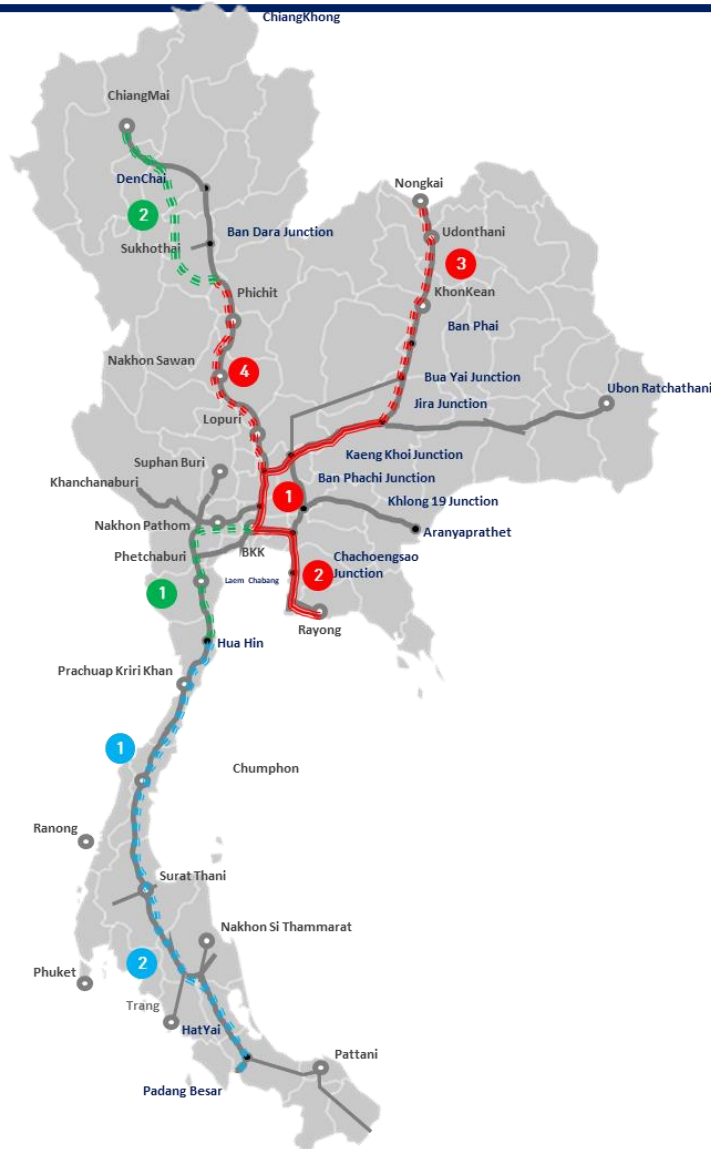 ChiangKhong
ChiangMai
DenChai
Nongkai
2
Ban Dara Junction
Udonthani
Sukhothai
3
Phichit
KhonKean
Ban Phai
Nakhon Sawan
4
Bua Yai Junction
Ubon Ratchathani
Jira Junction
Lopuri
Suphan Buri
Kaeng Khoi Junction
Khanchanaburi
Ban Phachi Junction
1
Khlong 19 Junction
Nakhon Pathom
Aranyaprathet
Phetchaburi
BKK
Chachoengsao
Junction
Laem Chabang
2
1
Rayong
Hua Hin
Prachuap Kriri Khan
1
Chumphon
Ranong
Surat Thani
Nakhon Si Thammarat
2
Phuket
Trang
HatYai
Pattani
Padang Besar